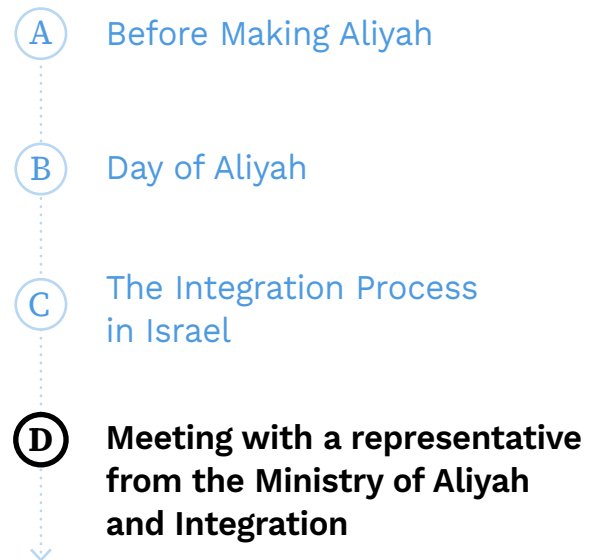 A Before Making Aliyah
B Day of Aliyah
C The Integration Process
in Israel
D Meeting with a representative
from the Ministry of Aliyah
and Integration